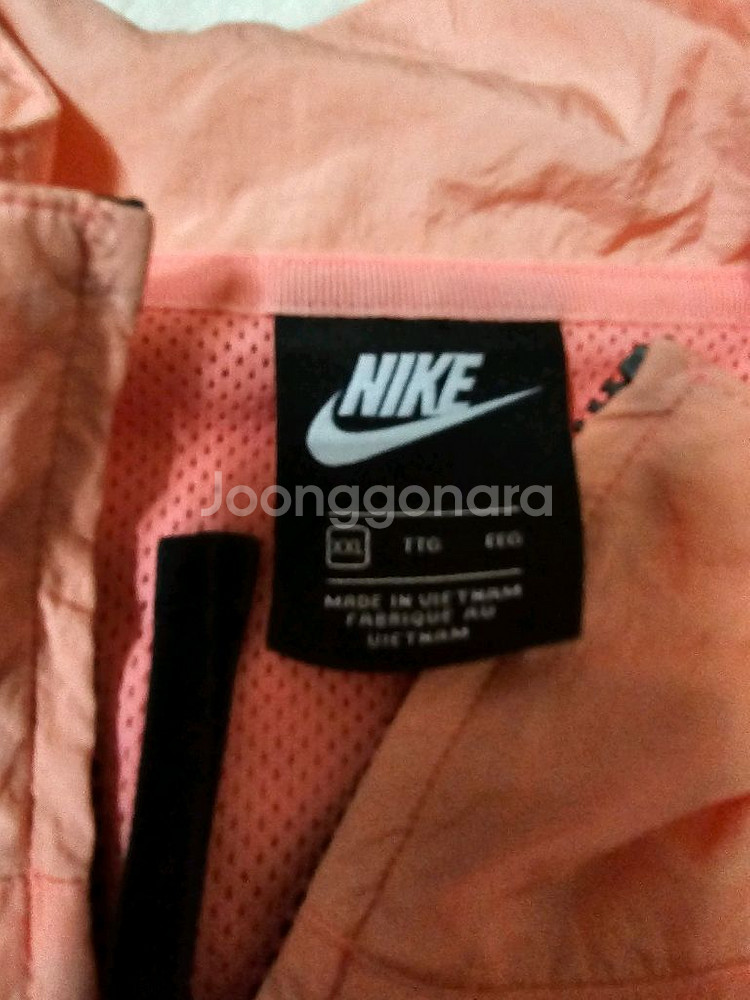 NIKE
Joonggonara
XXL TTG EEG
MADE IN VIETNAM
FABRIQUE AU
VIETNAM